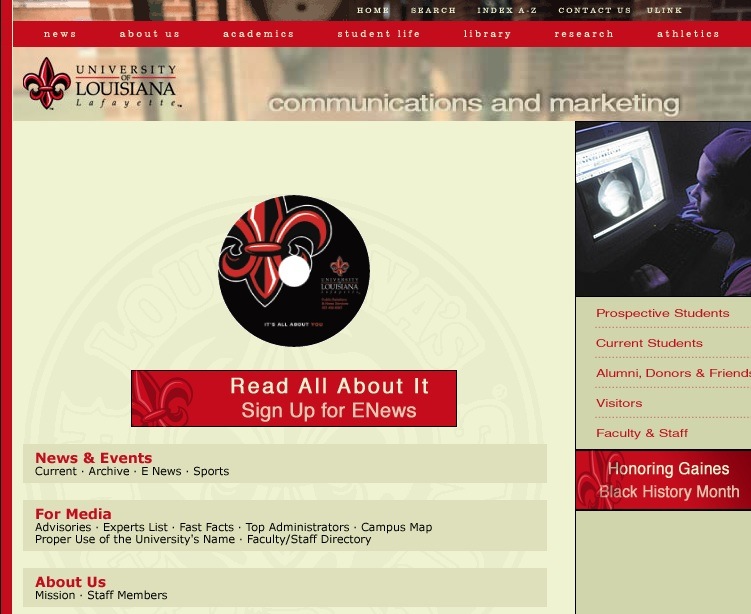 HOME SEARCH INDEX A-Z CONTACT US ULINK
news about us academics student life library research athletics
UNIVERSITY
OF
LOUISIANA
Lafayette
communications and marketing
UNIVERSITY
LOUISIANA
Lafayette
IT'S ALL ABOUT YOU
Read All About It
Sign Up for ENews
News & Events
Current · Archive · E News · Sports
For Media
Advisories · Experts List · Fast Facts · Top Administrators · Campus Map
Proper Use of the University's Name · Faculty/Staff Directory
About Us
Mission · Staff Members
Prospective Students
Current Students
Alumni, Donors & Friends
Visitors
Faculty & Staff
Honoring Gaines
Black History Month